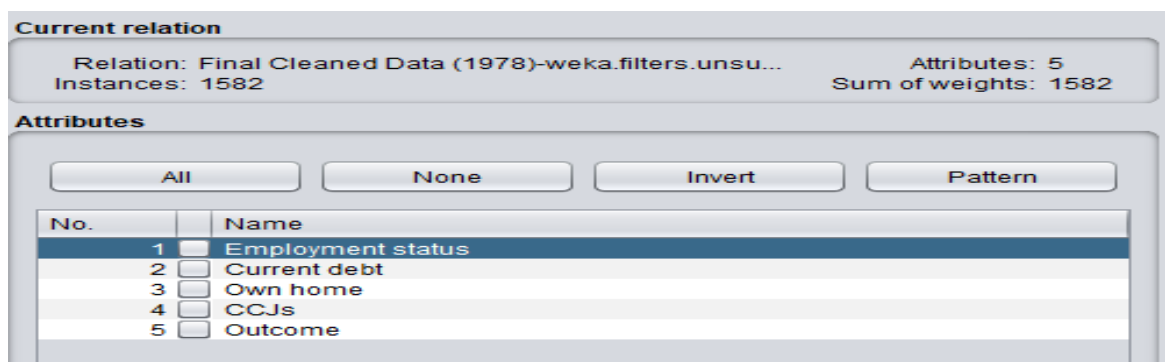 Current relation
Relation: Final Cleaned Data (1978)-weka.filters.unsu... Attributes: 5
Instances: 1582 Sum of weights: 1582
Attributes
All None Invert Pattern
No. Name
1 Employment status
2 Current debt
3 Own home
4 CCJs
5 Outcome